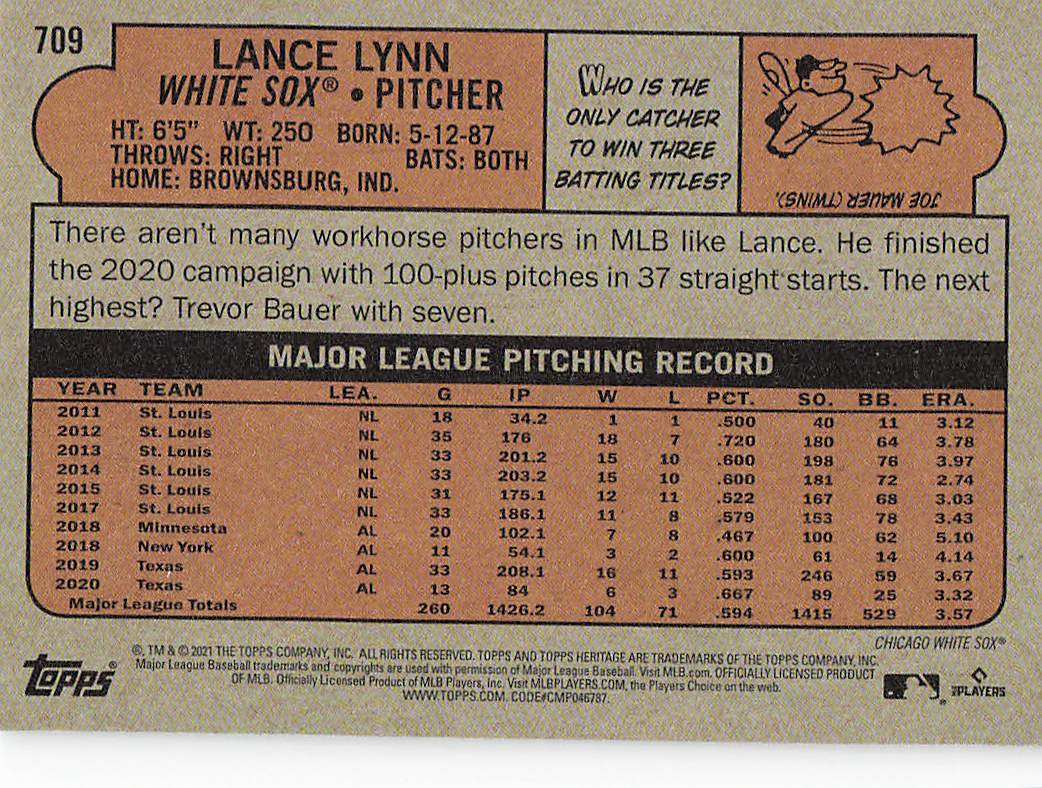 709
LANCE LYNN
WHITE SOX® • PITCHER
HT: 6'5" WT: 250 BORN: 5-12-87
THROWS: RIGHT BATS: BOTH
HOME: BROWNSBURG, IND.
WHO IS THE
ONLY CATCHER
TO WIN THREE
BATTING TITLES?
JOE MAUER (TWINS).
There aren't many workhorse pitchers in MLB like Lance. He finished
the 2020 campaign with 100-plus pitches in 37 straight starts. The next
highest? Trevor Bauer with seven.
MAJOR LEAGUE PITCHING RECORD
YEAR TEAM LEA. G IP W L PCT. SO. BB. ERA.
2011 St. Louis NL 18 34.2 1 1 .500 40 11 3.12
2012 St. Louis NL 35 176 18 7 .720 180 64 3.78
2013 St. Louis NL 33 201.2 15 10 .600 198 76 3.97
2014 St. Louis NL 33 203.2 15 10 .600 181 72 2.74
2015 St. Louis NL 31 175.1 12 11 .522 167 68 3.03
2017 St. Louis NL 33 186.1 11 8 .579 153 78 3.43
2018 Minnesota AL 20 102.1 7 8 .467 100 62 5.10
2018 New York AL 11 54.1 3 2 .600 61 14 4.14
2019 Texas AL 33 208.1 16 11 .593 246 59 3.67
2020 Texas AL 13 84 6 3 .667 89 25 3.32
Major League Totals 260 1426.2 104 71 .594 1415 529 3.57
CHICAGO WHITE SOX®
®, TM & © 2021 THE TOPPS COMPANY, INC. ALL RIGHTS RESERVED. TOPPS AND TOPPS HERITAGE ARE TRADEMARKS OF THE TOPPS COMPANY, INC.
Major League Baseball trademarks and copyrights are used with permission of Major League Baseball. Visit MLB.com. OFFICIALLY LICENSED PRODUCT
OF MLB. Officially Licensed Product of MLB Players, Inc. Visit MLBPLAYERS.COM, the Players Choice on the web.
WWW.TOPPS.COM. CODE#CMP046787.
Topps®
PLAYERS